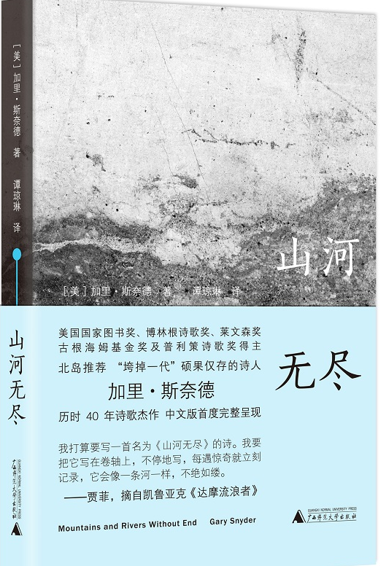 [美] 加里·斯奈德 著
谭琼琳 译
山河无尽
山河
[美] 加里·斯奈德 著 谭琼琳 译
无尽
美国国家图书奖、博林根诗歌奖、莱文森奖
古根海姆基金奖及普利策诗歌奖得主
北岛推荐 “垮掉一代”硕果仅存的诗人
加里·斯奈德
历时 40 年诗歌杰作 中文版首度完整呈现
我打算要写一首名为《山河无尽》的诗。我要
把它写在卷轴上，不停地写，每遇惊奇就立刻
记录，它会像一条河一样，不绝如缕。
——贾菲，摘自凯鲁亚克《达摩流浪者》
Mountains and Rivers Without End Gary Snyder
GUANGXI NORMAL UNIVERSITY PRESS
广西师范大学出版社